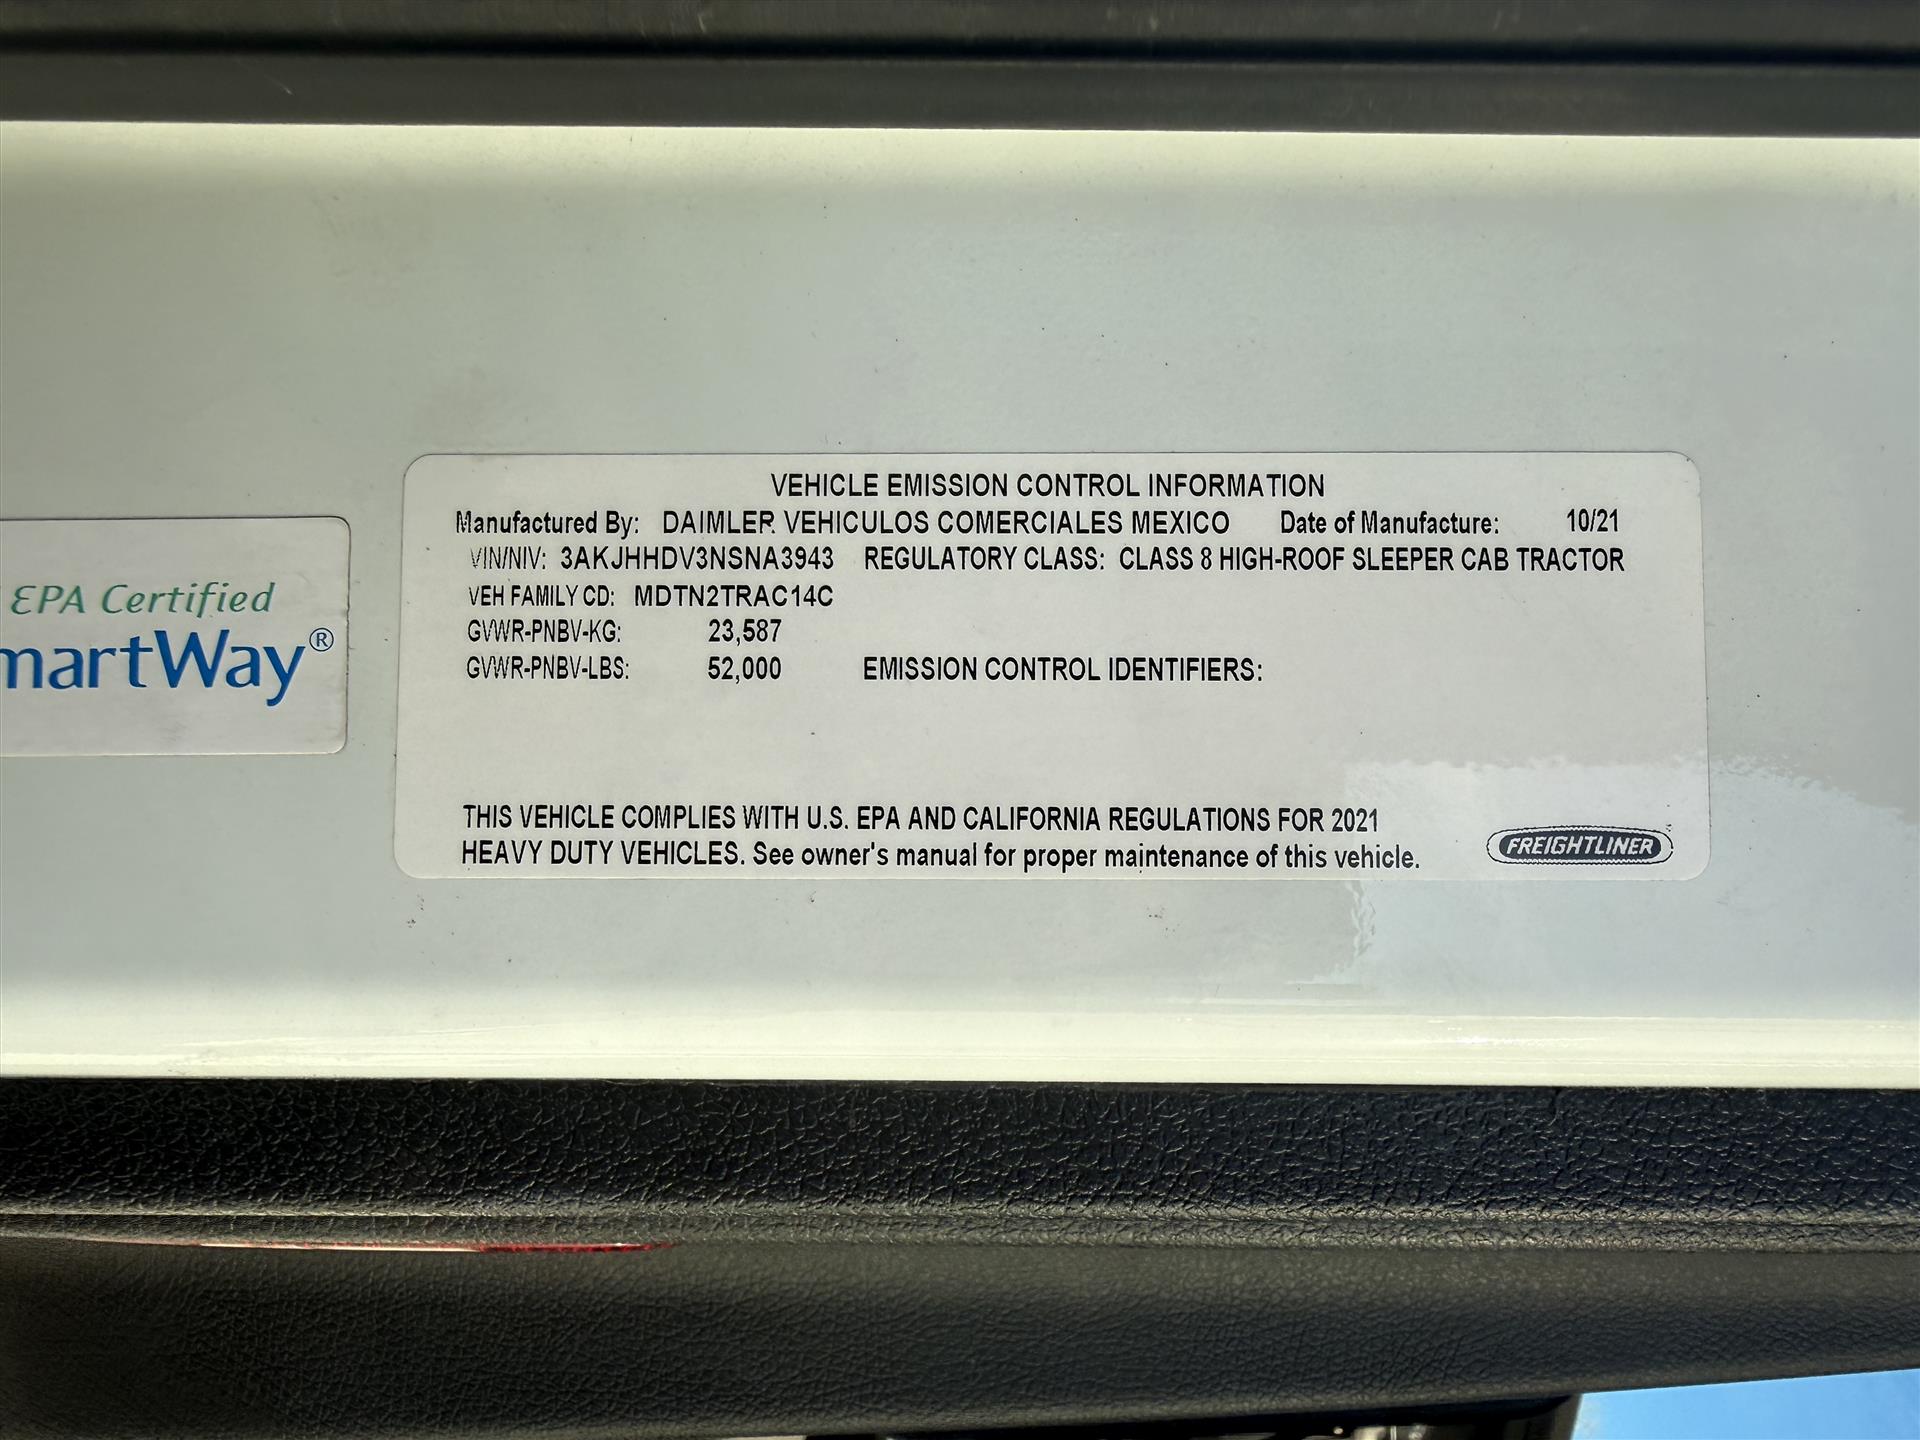 VEHICLE EMISSION CONTROL INFORMATION
Manufactured By: DAIMLER VEHICULOS COMERCIALES MEXICO Date of Manufacture: 10/21
VIN/NIV: 3AKJHHDV3NSNA3943 REGULATORY CLASS: CLASS 8 HIGH-ROOF SLEEPER CAB TRACTOR
VEH FAMILY CD: MDTN2TRAC14C
GVWR-PNBV-KG: 23,587
GVWR-PNBV-LBS: 52,000 EMISSION CONTROL IDENTIFIERS:
THIS VEHICLE COMPLIES WITH U.S. EPA AND CALIFORNIA REGULATIONS FOR 2021
HEAVY DUTY VEHICLES. See owner's manual for proper maintenance of this vehicle.
FREIGHTLINER
EPA Certified
martWay®